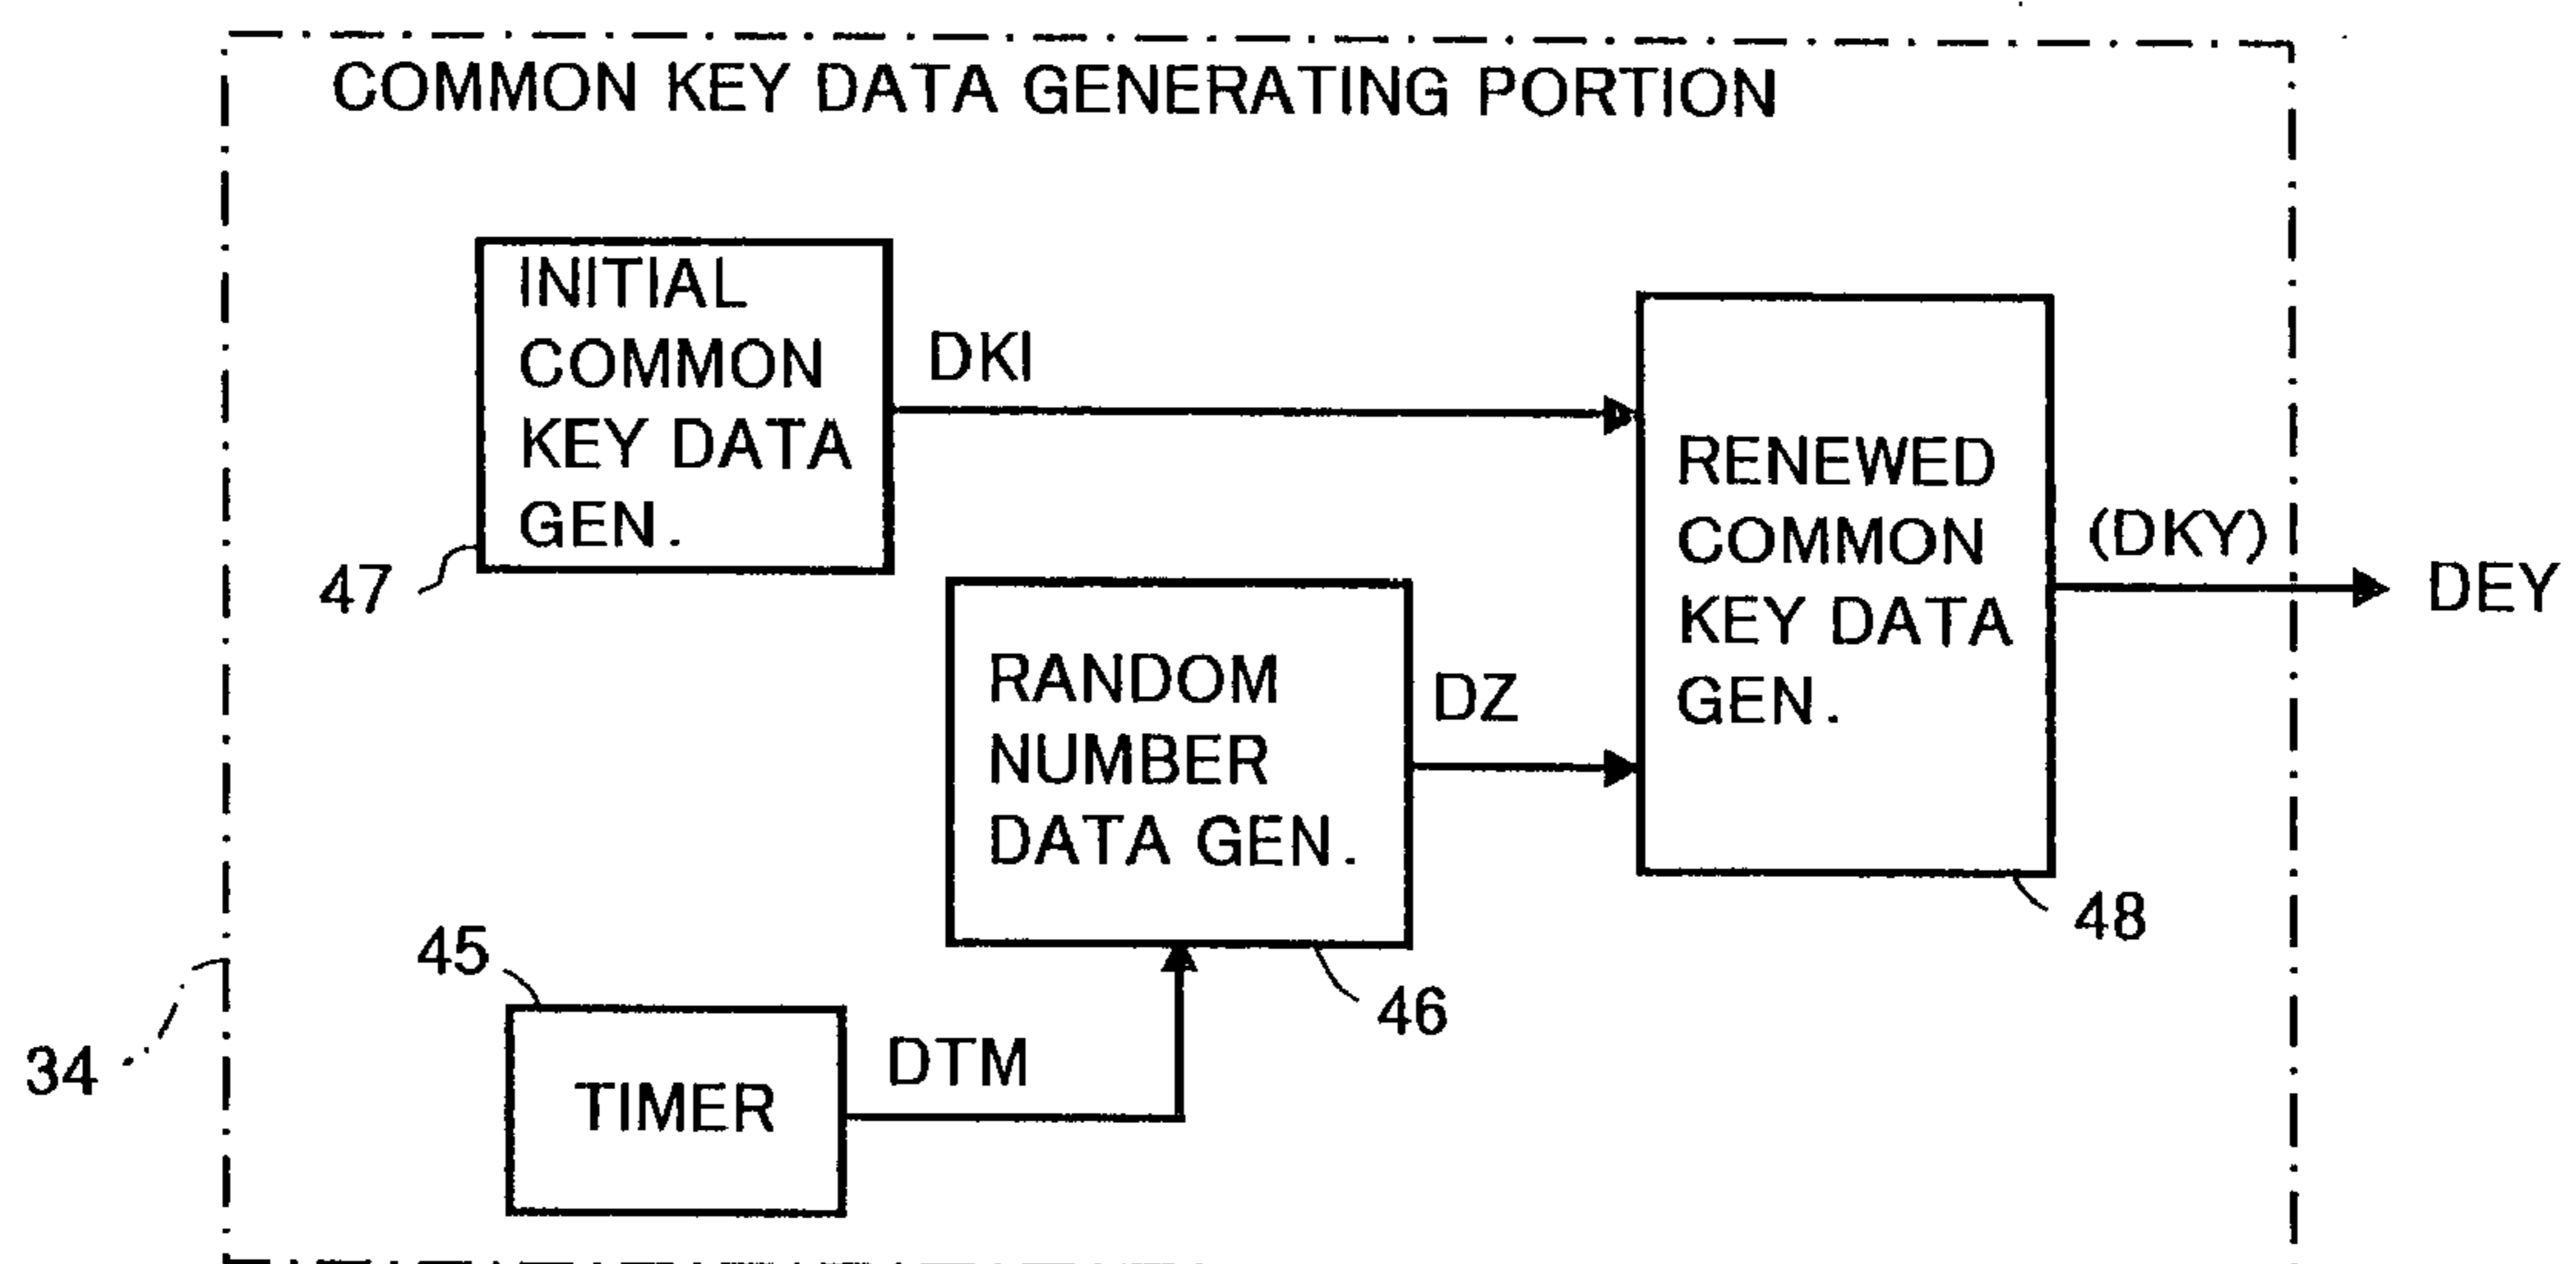 COMMON KEY DATA GENERATING PORTION
INITIAL
COMMON
KEY DATA
GEN.
47
DKI
RENEWED
COMMON
KEY DATA
GEN.
48
(DKY)
DEY
RANDOM
NUMBER
DATA GEN.
46
DZ
45
TIMER
DTM
34